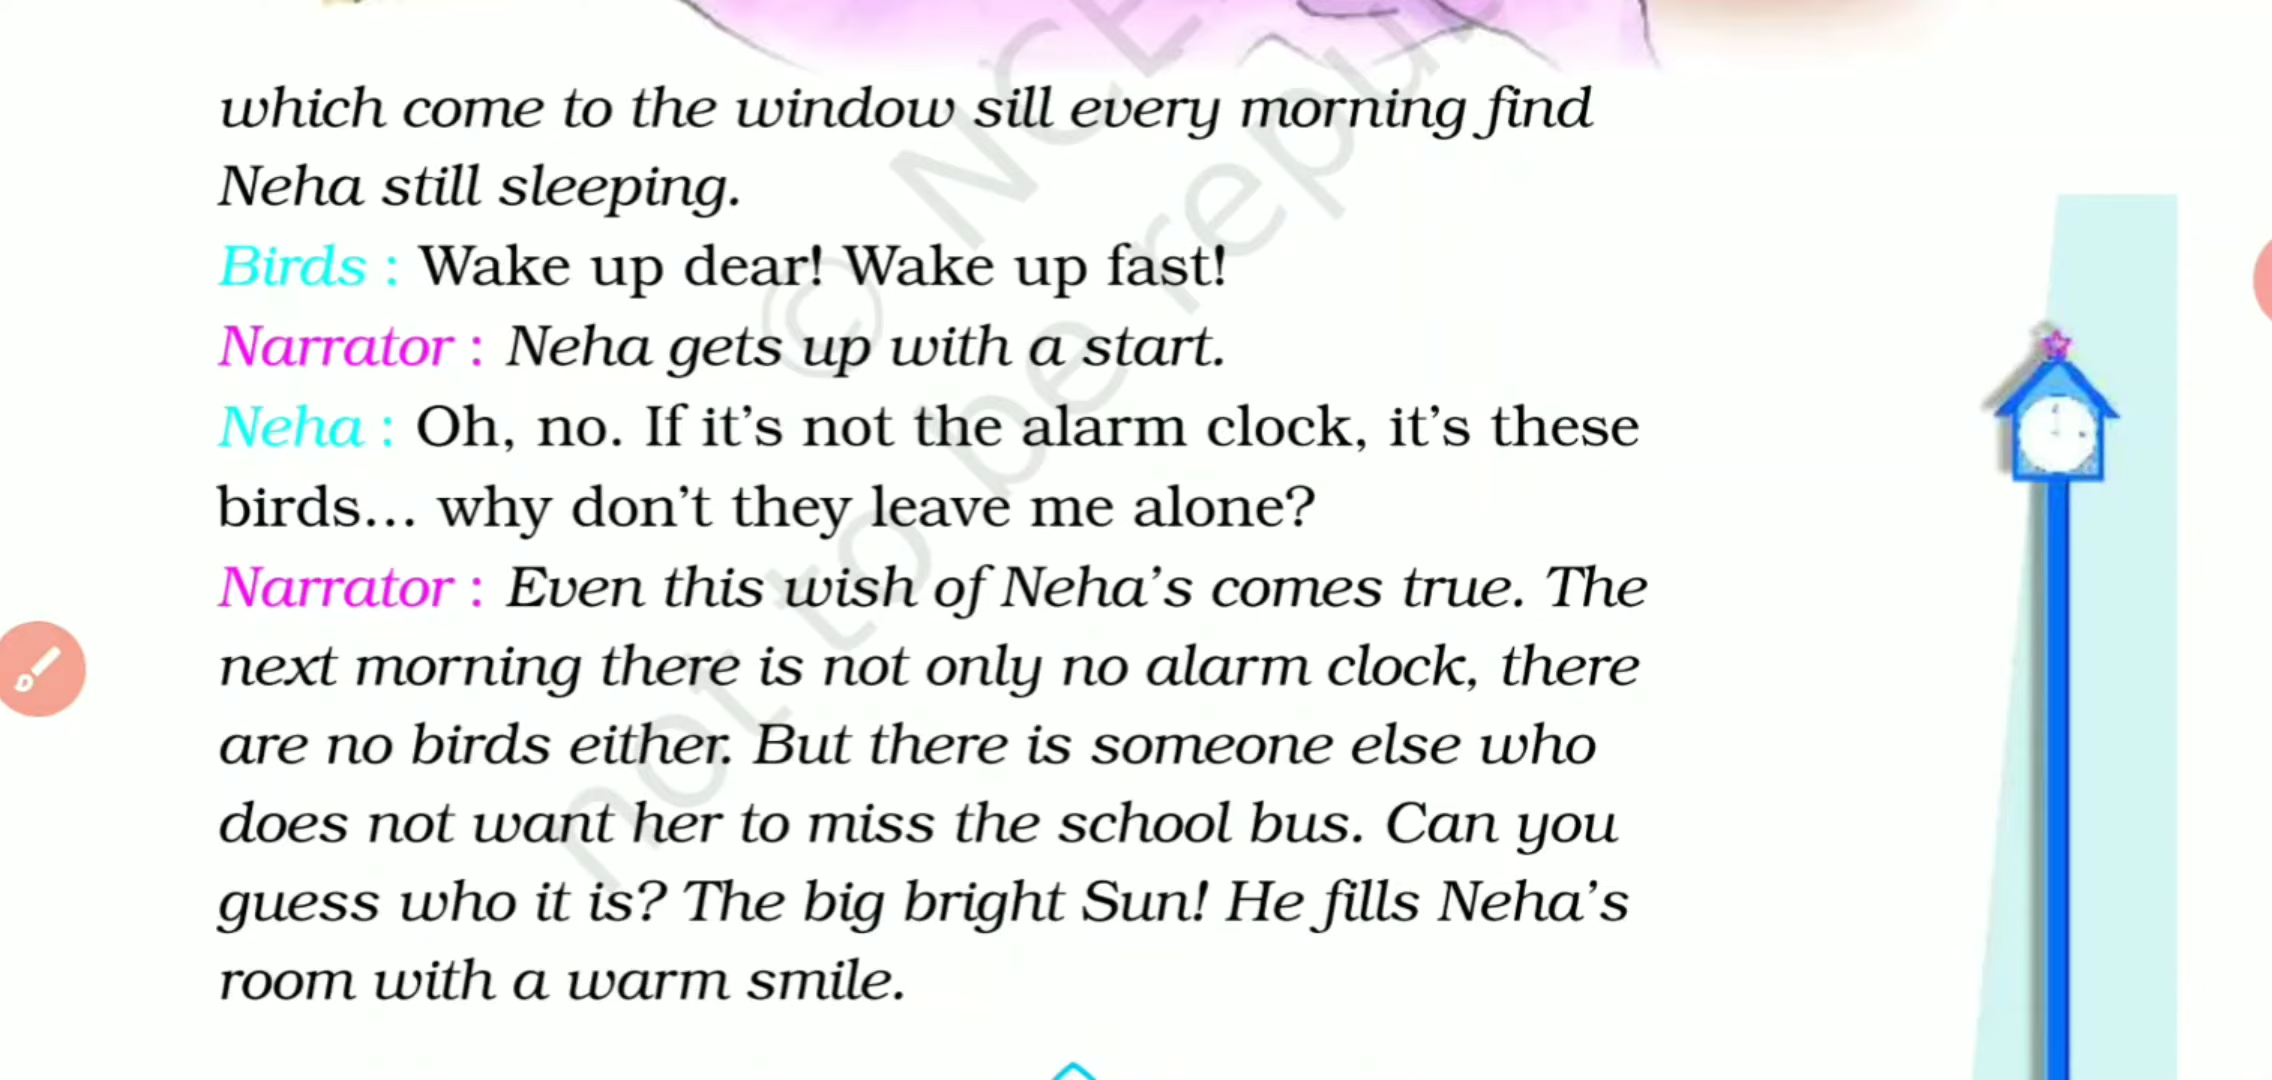 which come to the window sill every morning find
Neha still sleeping.
Birds : Wake up dear! Wake up fast!
Narrator : Neha gets up with a start.
Neha : Oh, no. If it's not the alarm clock, it's these
birds... why don't they leave me alone?
Narrator : Even this wish of Neha's comes true. The
next morning there is not only no alarm clock, there
are no birds either. But there is someone else who
does not want her to miss the school bus. Can you
guess who it is? The big bright Sun! He fills Neha's
room with a warm smile.
© NCE
not to be repu